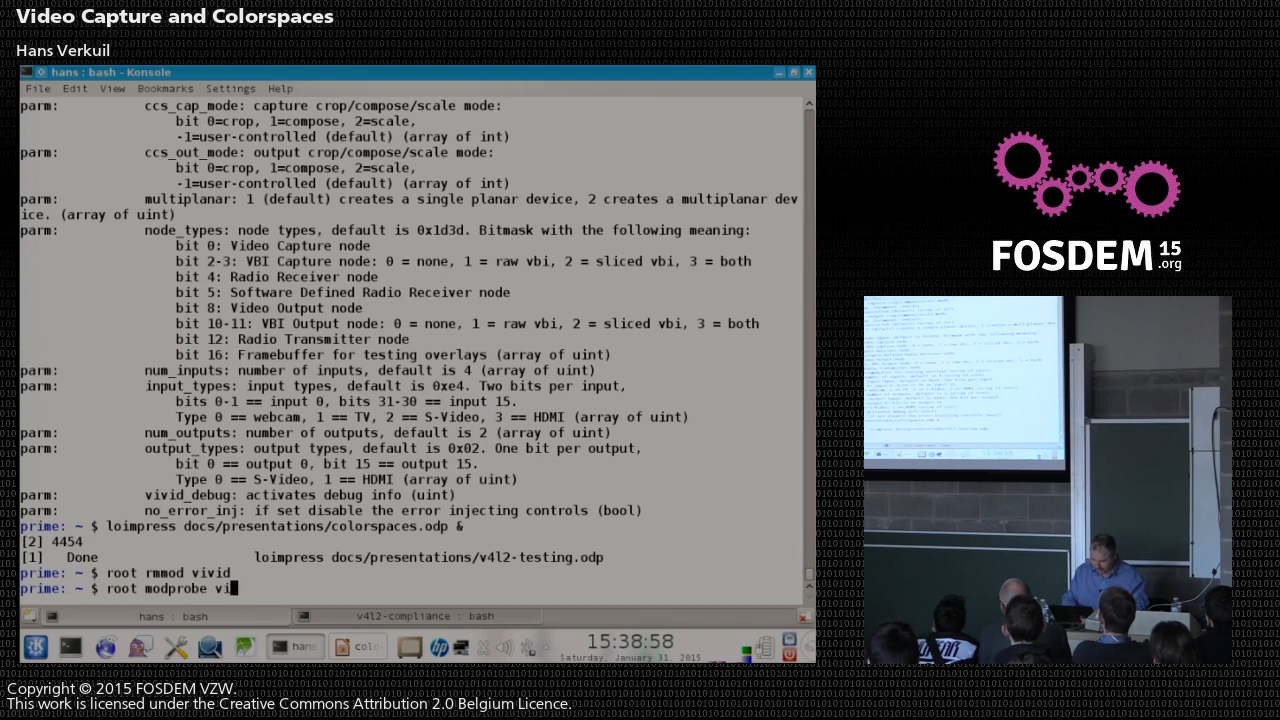 Video Capture and Colorspaces
Hans Verkuil
hans : bash - Konsole
File Edit View Bookmarks Settings Help
parm: ccs_cap_mode: capture crop/compose/scale mode:
bit 0=crop, 1=compose, 2=scale,
-1=user-controlled (default) (array of int)
parm: ccs_out_mode: output crop/compose/scale mode:
bit 0=crop, 1=compose, 2=scale,
-1=user-controlled (default) (array of int)
parm: multiplanar: 1 (default) creates a single planar device, 2 creates a multiplanar dev
ice. (array of uint)
parm: node_types: node types, default is 0x1d3d. Bitmask with the following meaning:
bit 0: Video Capture node
bit 2-3: VBI Capture node: 0 = none, 1 = raw vbi, 2 = sliced vbi, 3 = both
bit 4: Radio Receiver node
bit 5: Software Defined Radio Receiver node
bit 8: Video Output node
bit 10-11: VBI Output node: 0 = none, 1 = raw vbi, 2 = sliced vbi, 3 = both
bit 12: Radio Transmitter node
bit 16: Framebuffer for testing overlays (array of uint)
parm: num_inputs: number of inputs, default is 4 (array of uint)
parm: input_types: input types, default is 0xe4. Two bits per input,
bits 0-1 == input 0, bits 31-30 == input 15.
Type 0 == webcam, 1 == TV, 2 == S-Video, 3 == HDMI (array of uint)
parm: num_outputs: number of outputs, default is 2 (array of uint)
parm: output_types: output types, default is 0x02. One bit per output,
bit 0 == output 0, bit 15 == output 15.
Type 0 == S-Video, 1 == HDMI (array of uint)
parm: vivid_debug: activates debug info (uint)
parm: no_error_inj: if set disable the error injecting controls (bool)
prime: ~ $ loimpress docs/presentations/colorspaces.odp &
[2] 4454
[1] Done loimpress docs/presentations/v4l2-testing.odp
prime: ~ $ root rmmod vivid
prime: ~ $ root modprobe vi
hans : bash
v4l2-compliance : bash
hans
colo
15:38:58
Saturday, January 31 2015
FOSDEM 15 .org
Copyright © 2015 FOSDEM VZW.
This work is licensed under the Creative Commons Attribution 2.0 Belgium Licence.